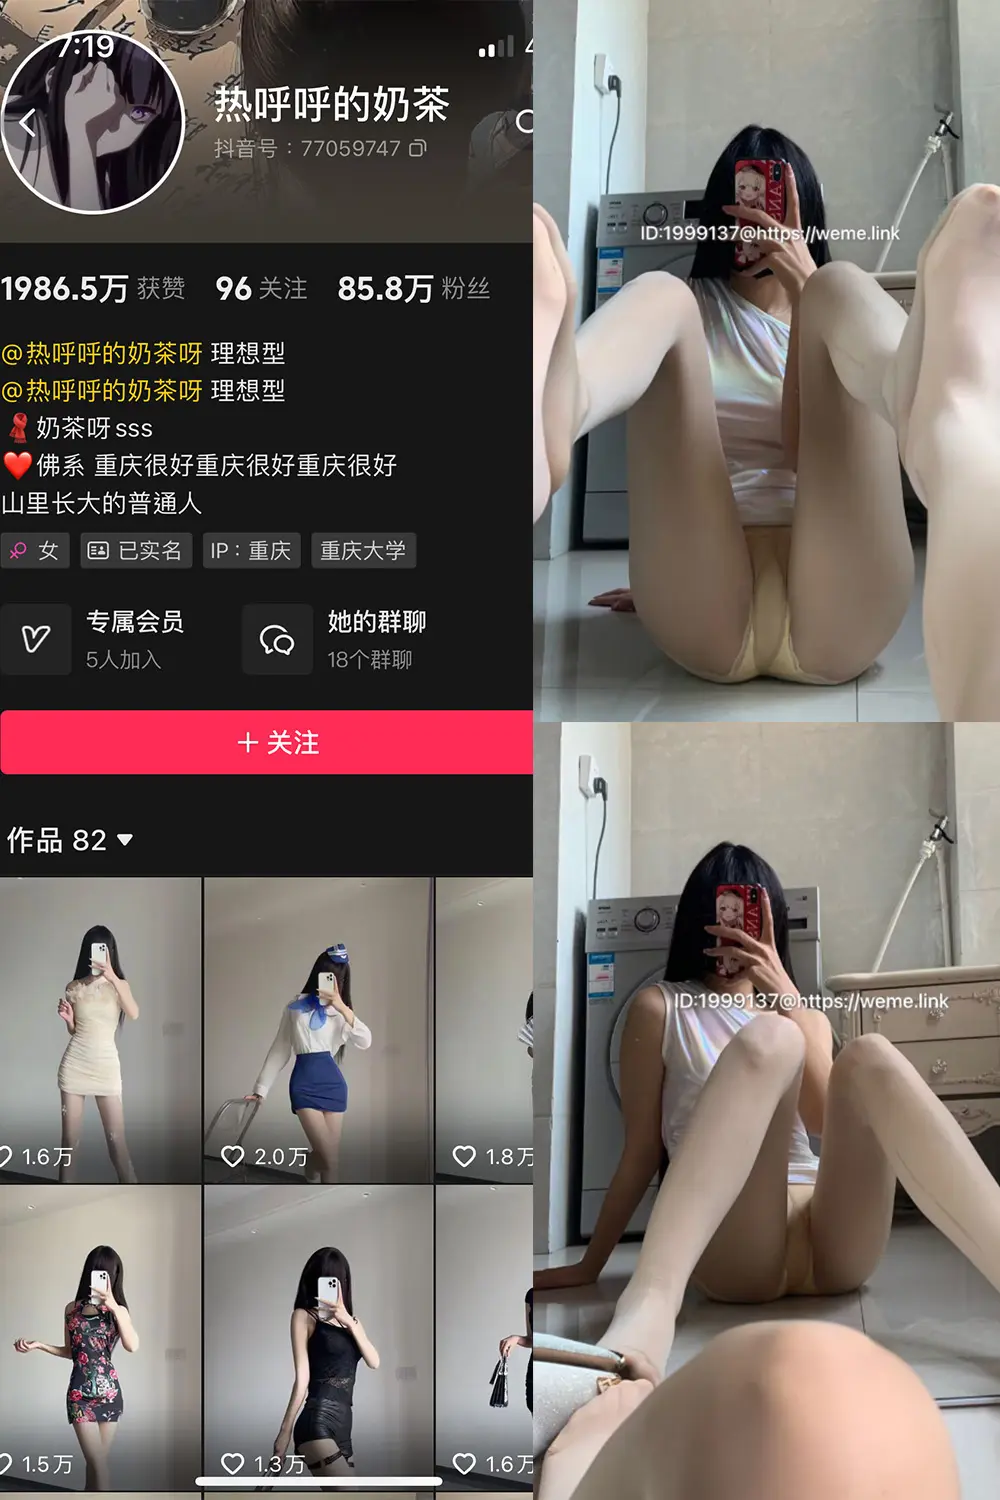 7:19
热呼呼的奶茶
抖音号：77059747
1986.5万 获赞 96 关注 85.8万 粉丝
@热呼呼的奶茶呀 理想型
@热呼呼的奶茶呀 理想型
奶茶呀sss
佛系 重庆很好重庆很好重庆很好
山里长大的普通人
女 已实名 IP：重庆 重庆大学
专属会员 她的群聊
5人加入 18个群聊
+ 关注
作品 82
1.6万 2.0万 1.8万
1.5万 1.3万 1.6万
ID:1999137@https://weme.link
ID:1999137@https://weme.link